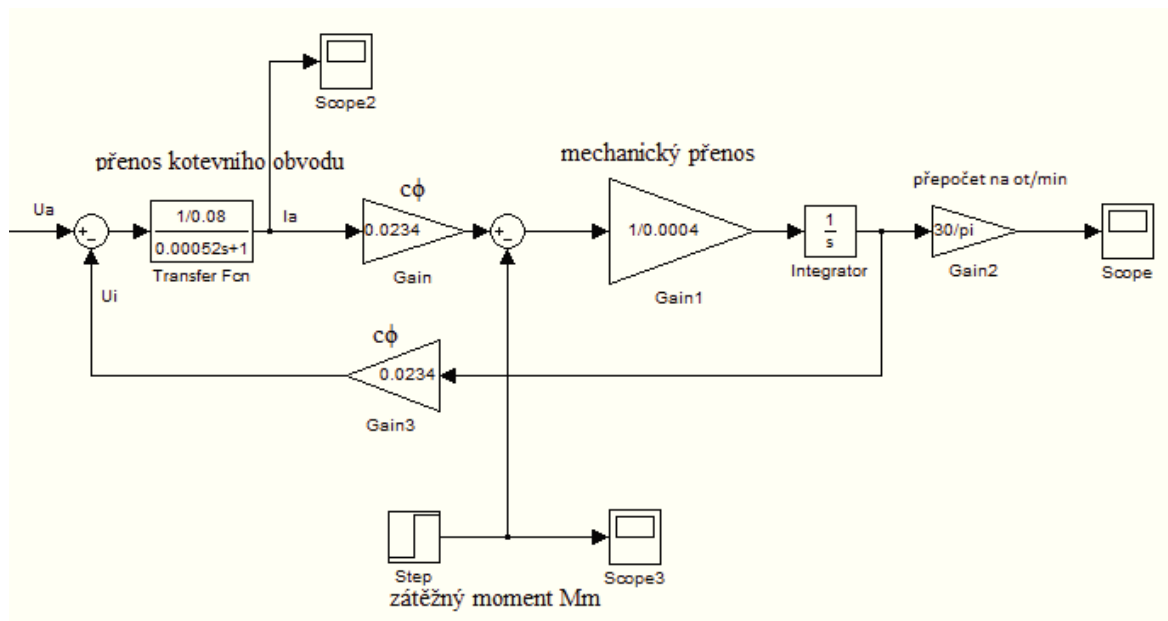 Scope2
přenos kotevního obvodu
mechanický přenos
cϕ
přepočet na ot/min
Ua
+
-
1/0.08
0.00052s+1
Ia
0.0234
+
-
1/0.0004
1
s
30/pi
Transfer Fcn
Gain
Integrator
Gain2
Scope
Ui
Gain1
cϕ
0.0234
Gain3
Step
Scope3
zátěžný moment Mm